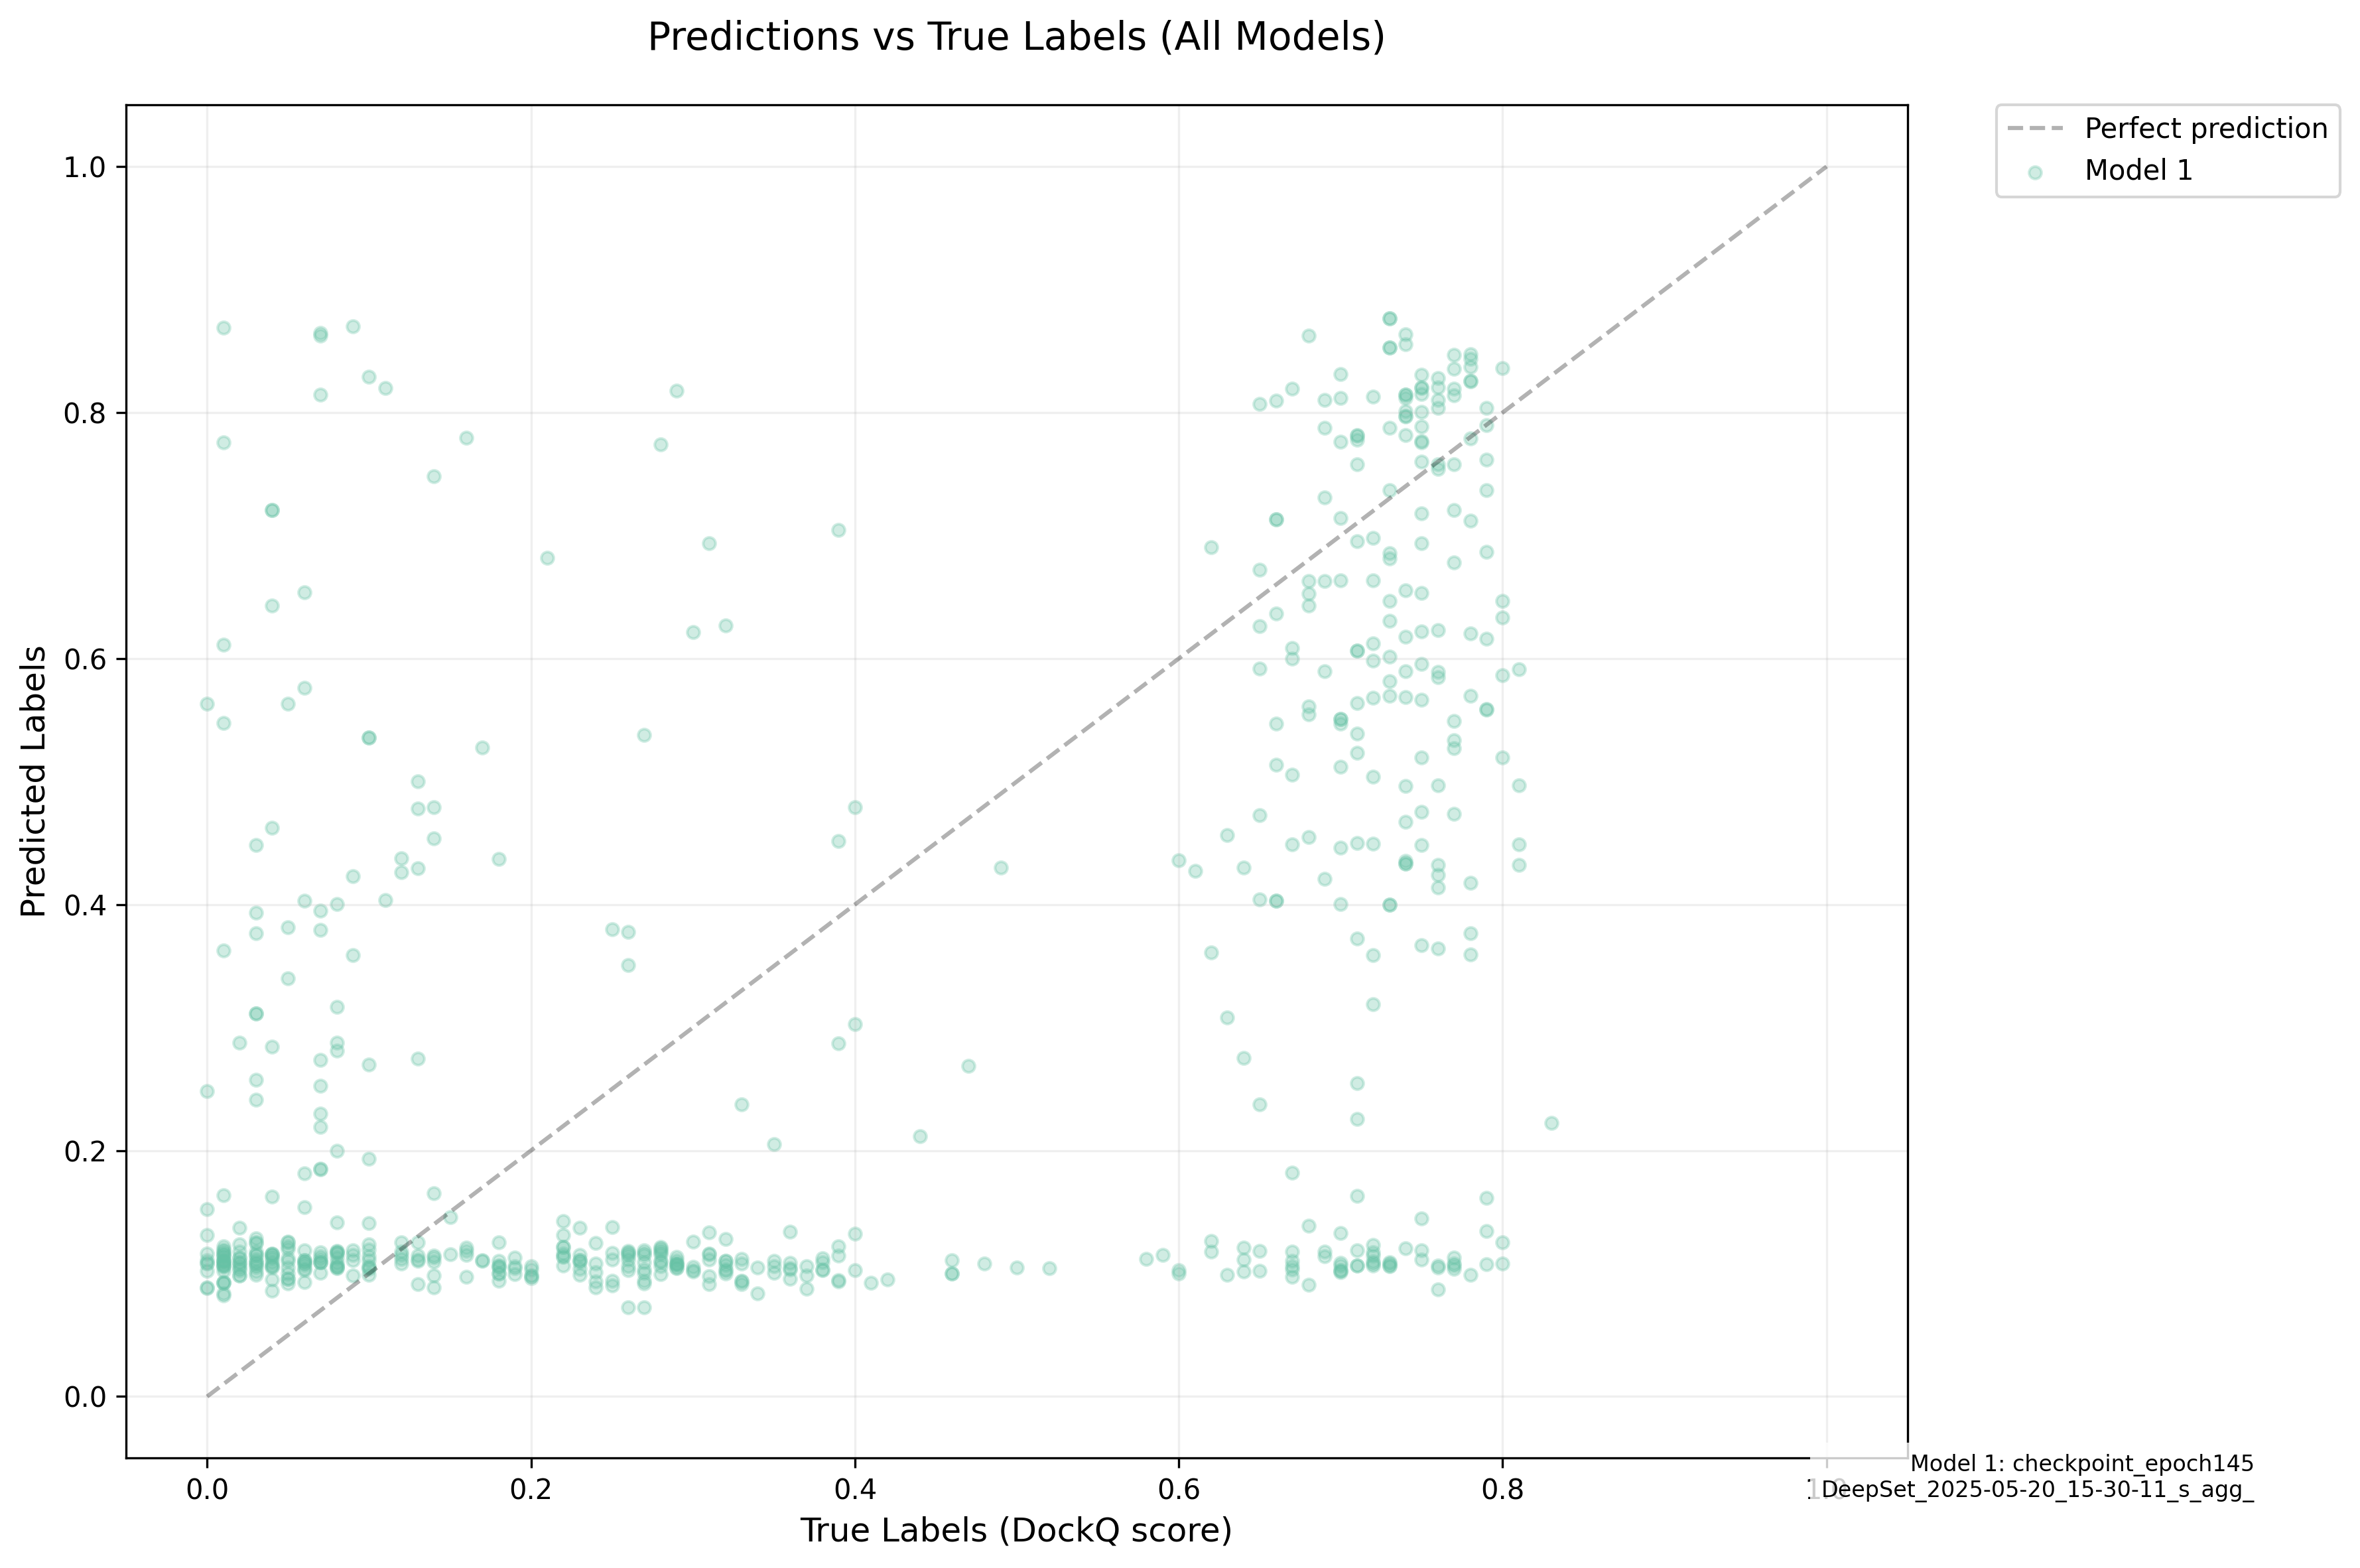 Predictions vs True Labels (All Models)
Perfect prediction
Model 1
1.0
0.8
0.6
0.4
0.2
0.0
Predicted Labels
0.0
0.2
0.4
0.6
0.8
1.0
True Labels (DockQ score)
Model 1: checkpoint_epoch145
DeepSet_2025-05-20_15-30-11_s_agg_